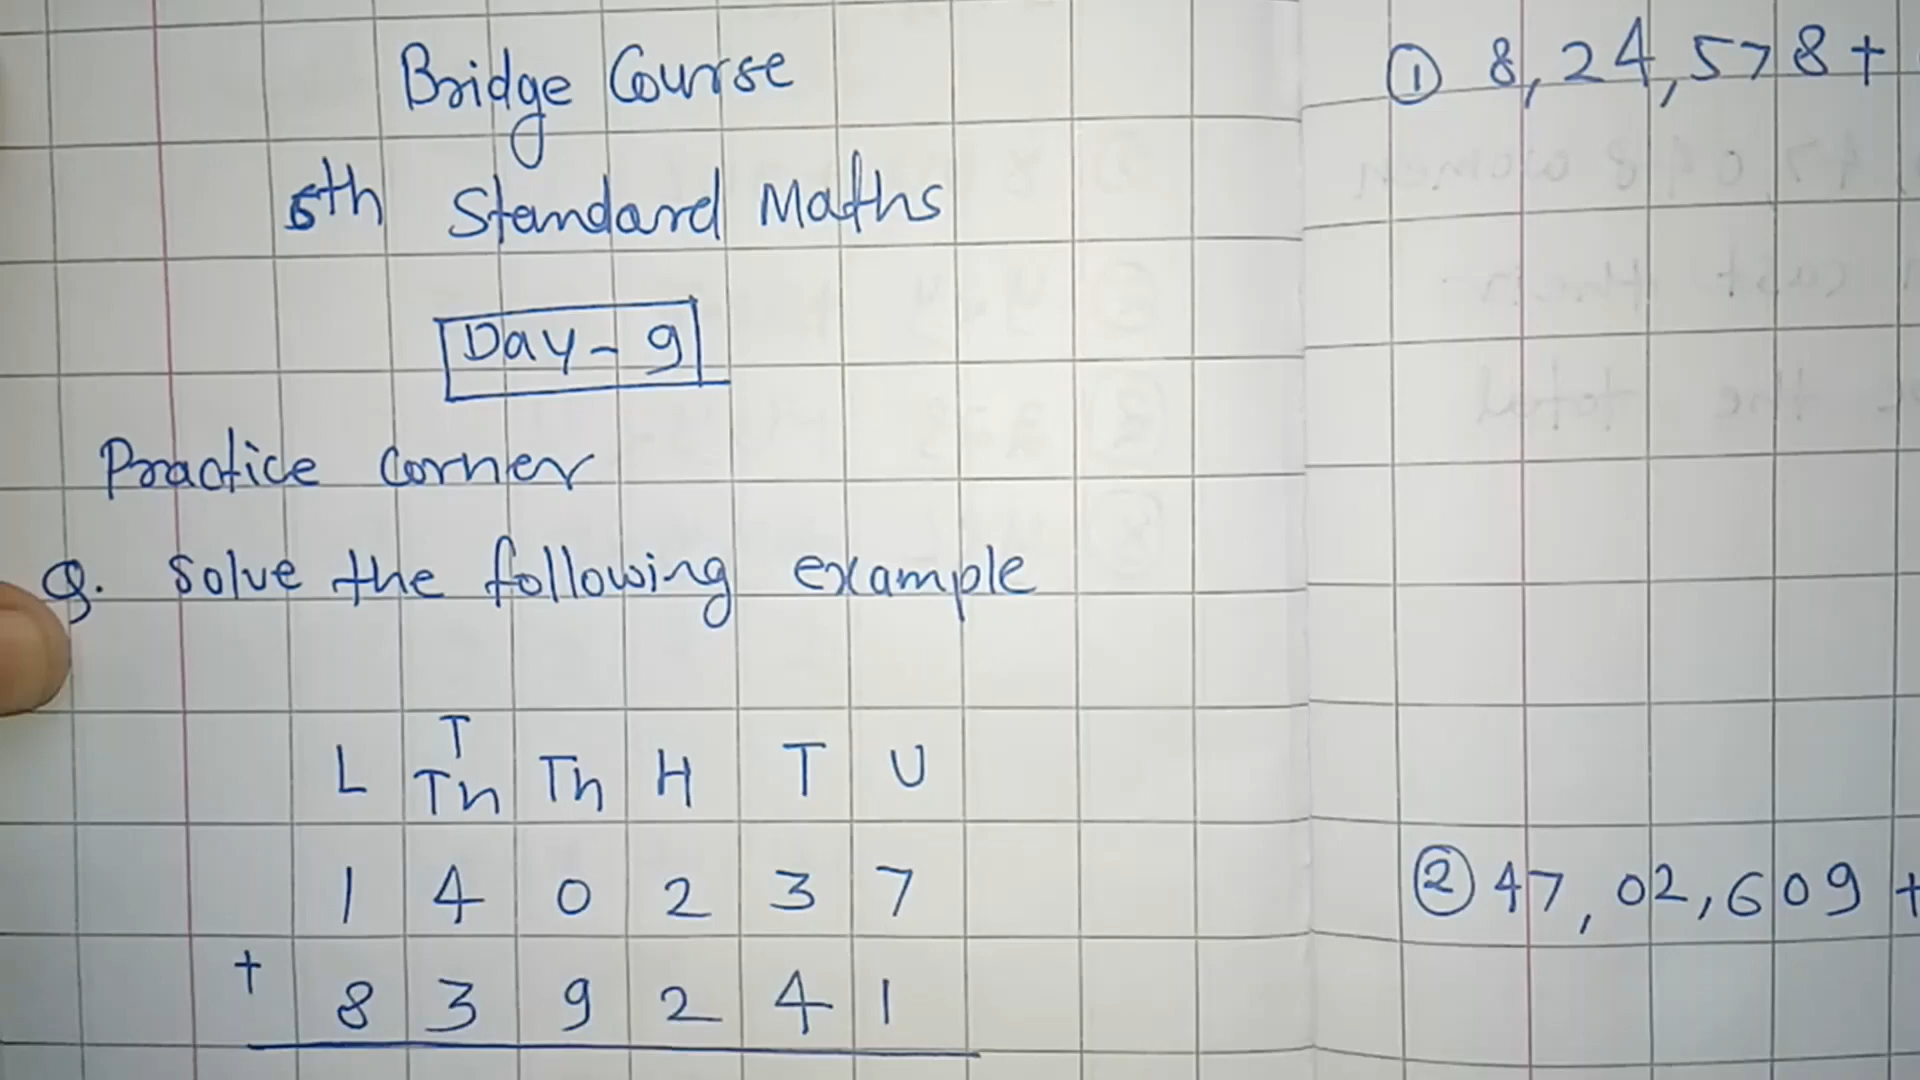 Bridge Course
5th Standard Maths
Day - 9
Practice Corner
Q. Solve the following example
L T Th Th H T U
1 4 0 2 3 7
+ 8 3 9 2 4 1
① 8,24,578 +
② 47,02,609 +